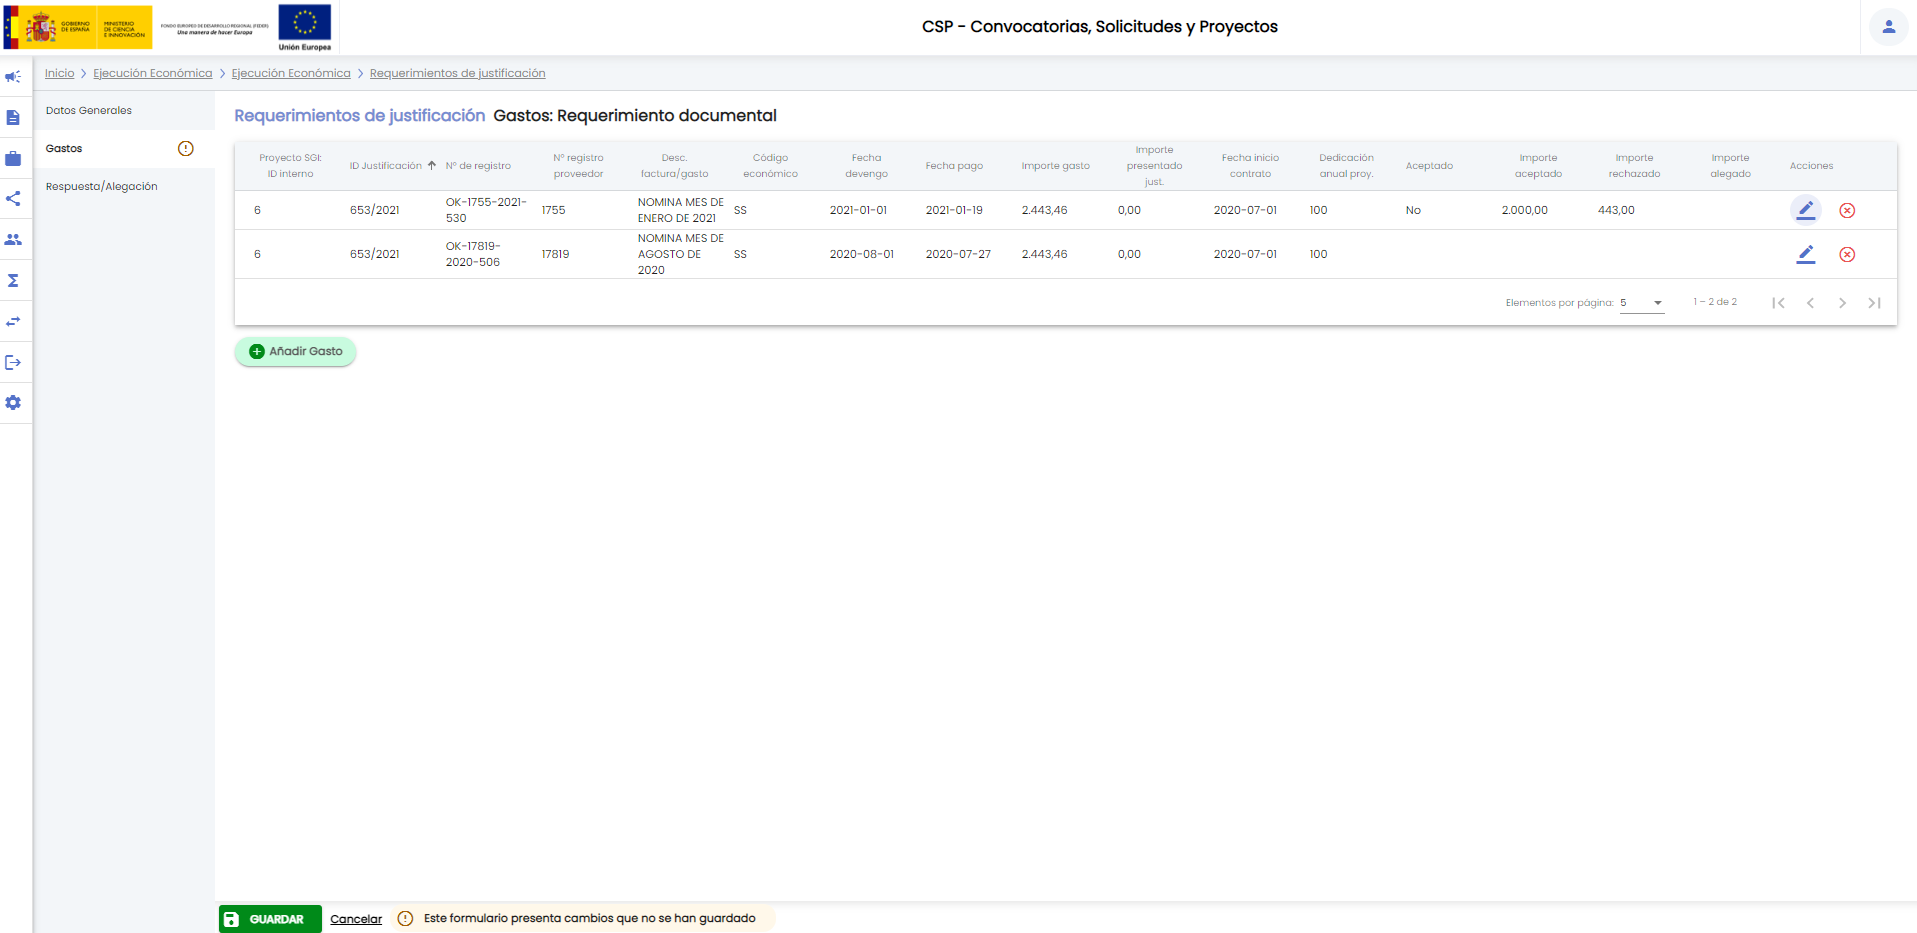 GOBIERNO
DE ESPAÑA
MINISTERIO
DE CIENCIA
E INNOVACIÓN
FONDO EUROPEO DE DESARROLLO REGIONAL (FEDER)
Una manera de hacer Europa
Unión Europea
CSP - Convocatorias, Solicitudes y Proyectos
Inicio > Ejecución Económica > Ejecución Económica > Requerimientos de justificación
Datos Generales
Gastos
Respuesta/Alegación
Requerimientos de justificación Gastos: Requerimiento documental
Proyecto SGI: ID interno ID Justificación Nº de registro Nº registro proveedor Desc. factura/gasto Código económico Fecha devengo Fecha pago Importe gasto Importe presentado just. Fecha inicio contrato Dedicación anual proy. Aceptado Importe aceptado Importe rechazado Importe alegado Acciones
6 653/2021 OK-1755-2021-530 1755 NOMINA MES DE ENERO DE 2021 SS 2021-01-01 2021-01-19 2.443,46 0,00 2020-07-01 100 No 2.000,00 443,00
6 653/2021 OK-17819-2020-506 17819 NOMINA MES DE AGOSTO DE 2020 SS 2020-08-01 2020-07-27 2.443,46 0,00 2020-07-01 100
Elementos por página: 5 1 – 2 de 2
Añadir Gasto
GUARDAR Cancelar Este formulario presenta cambios que no se han guardado